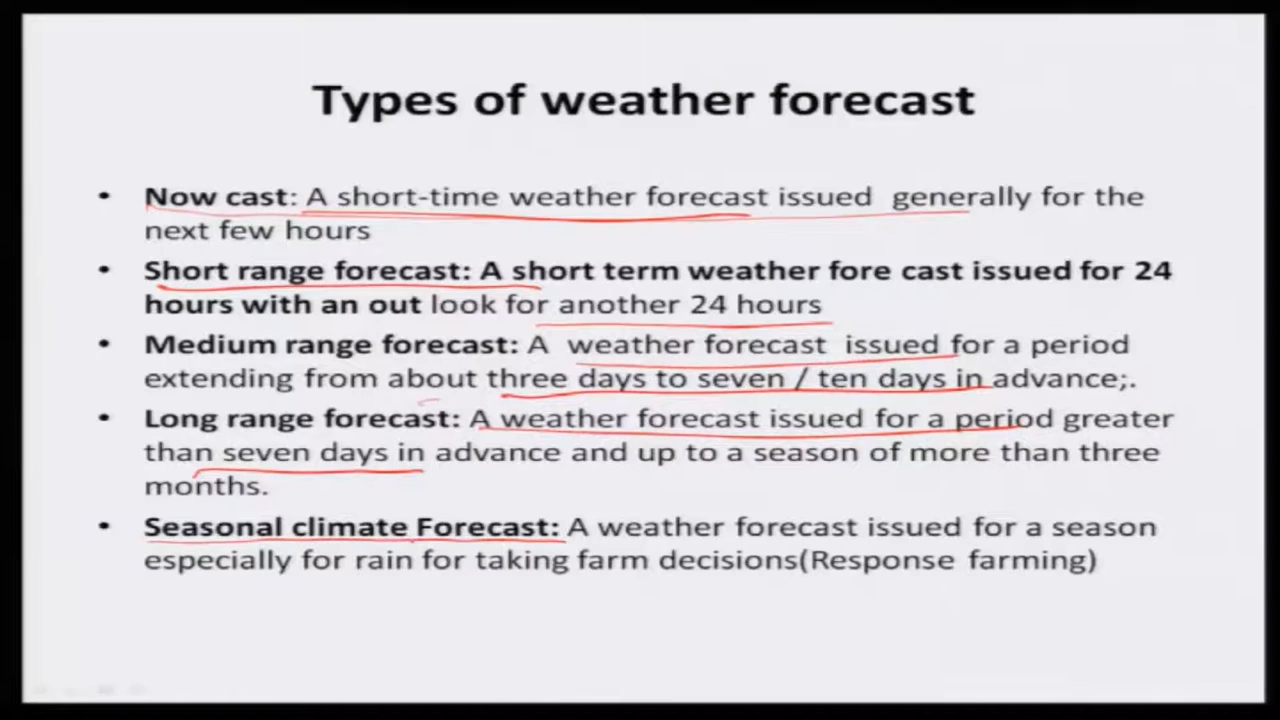 Types of weather forecast
• Now cast: A short-time weather forecast issued generally for the
next few hours
• Short range forecast: A short term weather fore cast issued for 24
hours with an out look for another 24 hours
• Medium range forecast: A weather forecast issued for a period
extending from about three days to seven / ten days in advance;.
• Long range forecast: A weather forecast issued for a period greater
than seven days in advance and up to a season of more than three
months.
• Seasonal climate Forecast: A weather forecast issued for a season
especially for rain for taking farm decisions(Response farming)